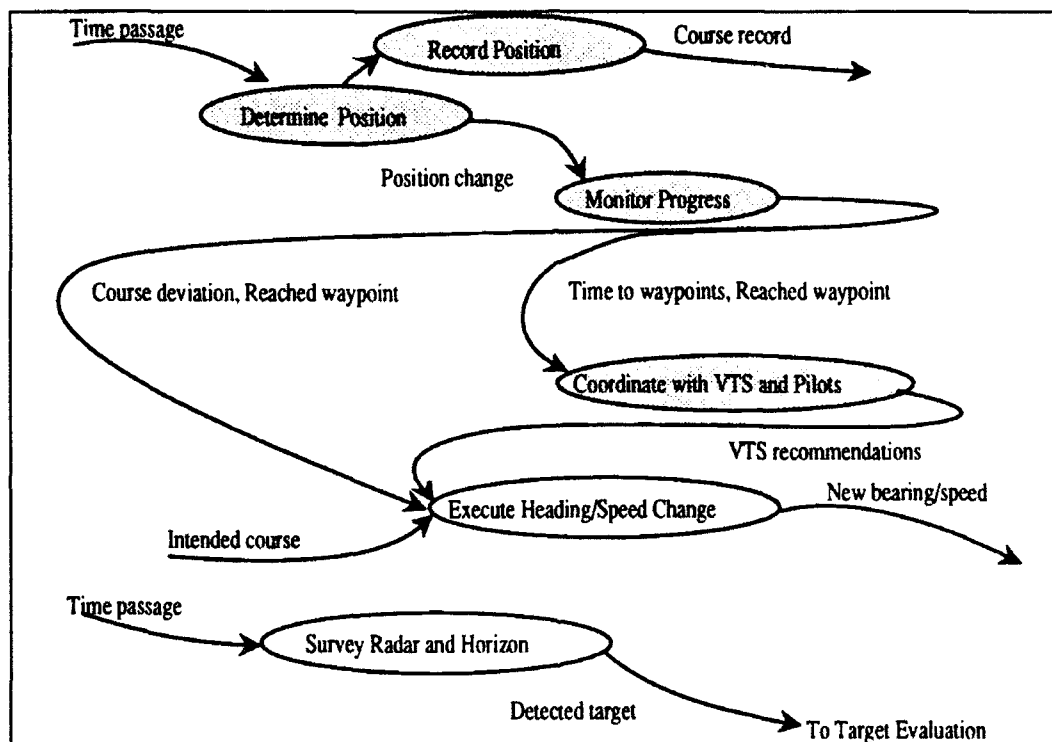 Time passage
Record Position
Course record
Determine Position
Position change
Monitor Progress
Course deviation, Reached waypoint
Time to waypoints, Reached waypoint
Coordinate with VTS and Pilots
VTS recommendations
Execute Heading/Speed Change
New bearing/speed
Intended course
Time passage
Survey Radar and Horizon
Detected target
To Target Evaluation